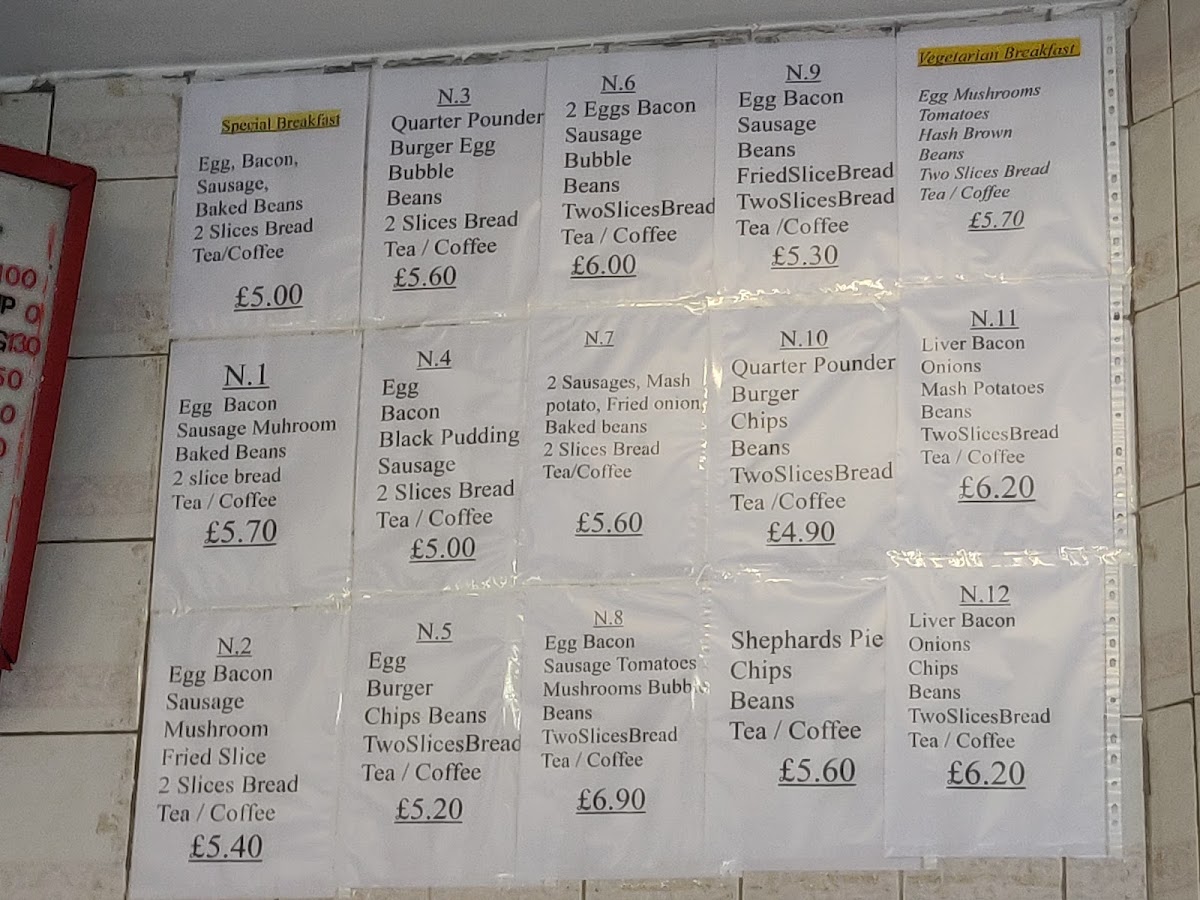 Special Breakfast
Egg, Bacon,
Sausage,
Baked Beans
2 Slices Bread
Tea/Coffee
£5.00
N.3
Quarter Pounder
Burger Egg
Bubble
Beans
2 Slices Bread
Tea / Coffee
£5.60
N.6
2 Eggs Bacon
Sausage
Bubble
Beans
TwoSlicesBread
Tea / Coffee
£6.00
N.9
Egg Bacon
Sausage
Beans
FriedSliceBread
TwoSlicesBread
Tea /Coffee
£5.30
Vegetarian Breakfast
Egg Mushrooms
Tomatoes
Hash Brown
Beans
Two Slices Bread
Tea / Coffee
£5.70
N.1
Egg Bacon
Sausage Muhroom
Baked Beans
2 slice bread
Tea / Coffee
£5.70
N.4
Egg
Bacon
Black Pudding
Sausage
2 Slices Bread
Tea / Coffee
£5.00
N.7
2 Sausages, Mash
potato, Fried onion,
Baked beans
2 Slices Bread
Tea/Coffee
£5.60
N.10
Quarter Pounder
Burger
Chips
Beans
TwoSlicesBread
Tea /Coffee
£4.90
N.11
Liver Bacon
Onions
Mash Potatoes
Beans
TwoSlicesBread
Tea / Coffee
£6.20
N.2
Egg Bacon
Sausage
Mushroom
Fried Slice
2 Slices Bread
Tea / Coffee
£5.40
N.5
Egg
Burger
Chips Beans
TwoSlicesBread
Tea / Coffee
£5.20
N.8
Egg Bacon
Sausage Tomatoes
Mushrooms Bubble
Beans
TwoSlicesBread
Tea / Coffee
£6.90
Shephards Pie
Chips
Beans
Tea / Coffee
£5.60
N.12
Liver Bacon
Onions
Chips
Beans
TwoSlicesBread
Tea / Coffee
£6.20